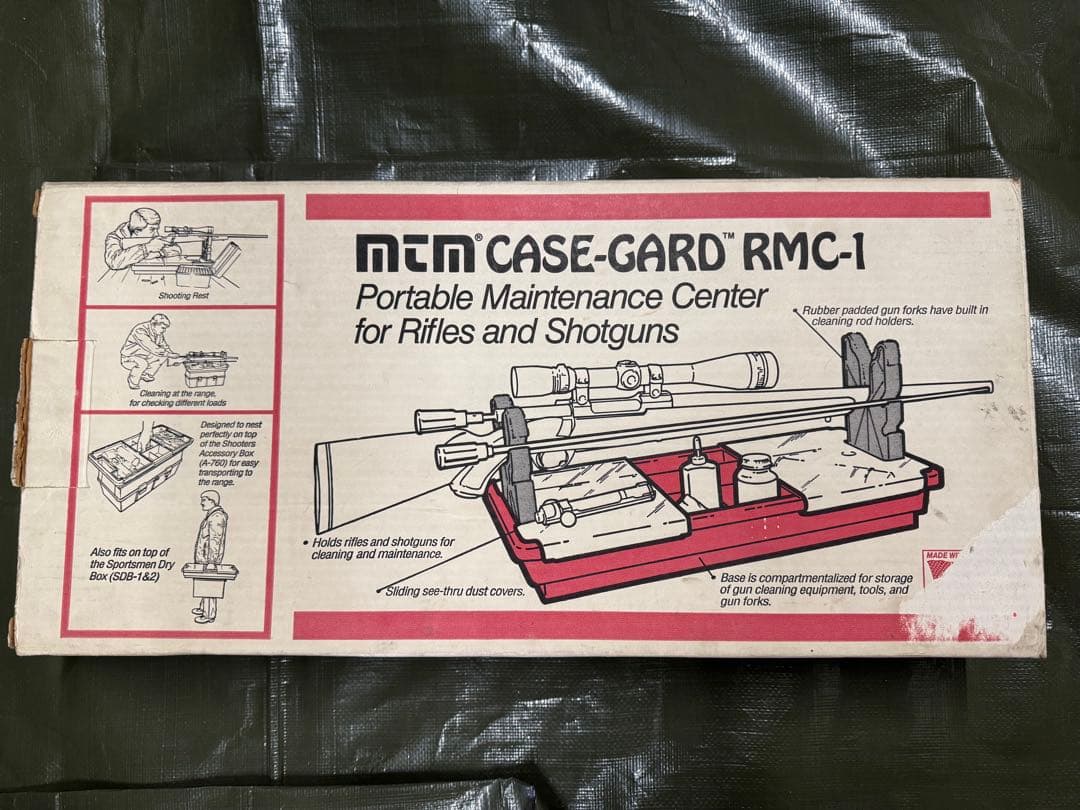 mtm® CASE-GARD™ RMC-1
Portable Maintenance Center
for Rifles and Shotguns
Rubber padded gun forks have built in
cleaning rod holders.
Shooting Rest
Cleaning at the range,
for checking different loads
Designed to nest
perfectly on top
of the Shooters
Accessory Box
(A-760) for easy
transporting to
the range.
Also fits on top of
the Sportsmen Dry
Box (SDB-1&2)
• Holds rifles and shotguns for
cleaning and maintenance.
Sliding see-thru dust covers.
Base is compartmentalized for storage
of gun cleaning equipment, tools, and
gun forks.
MADE